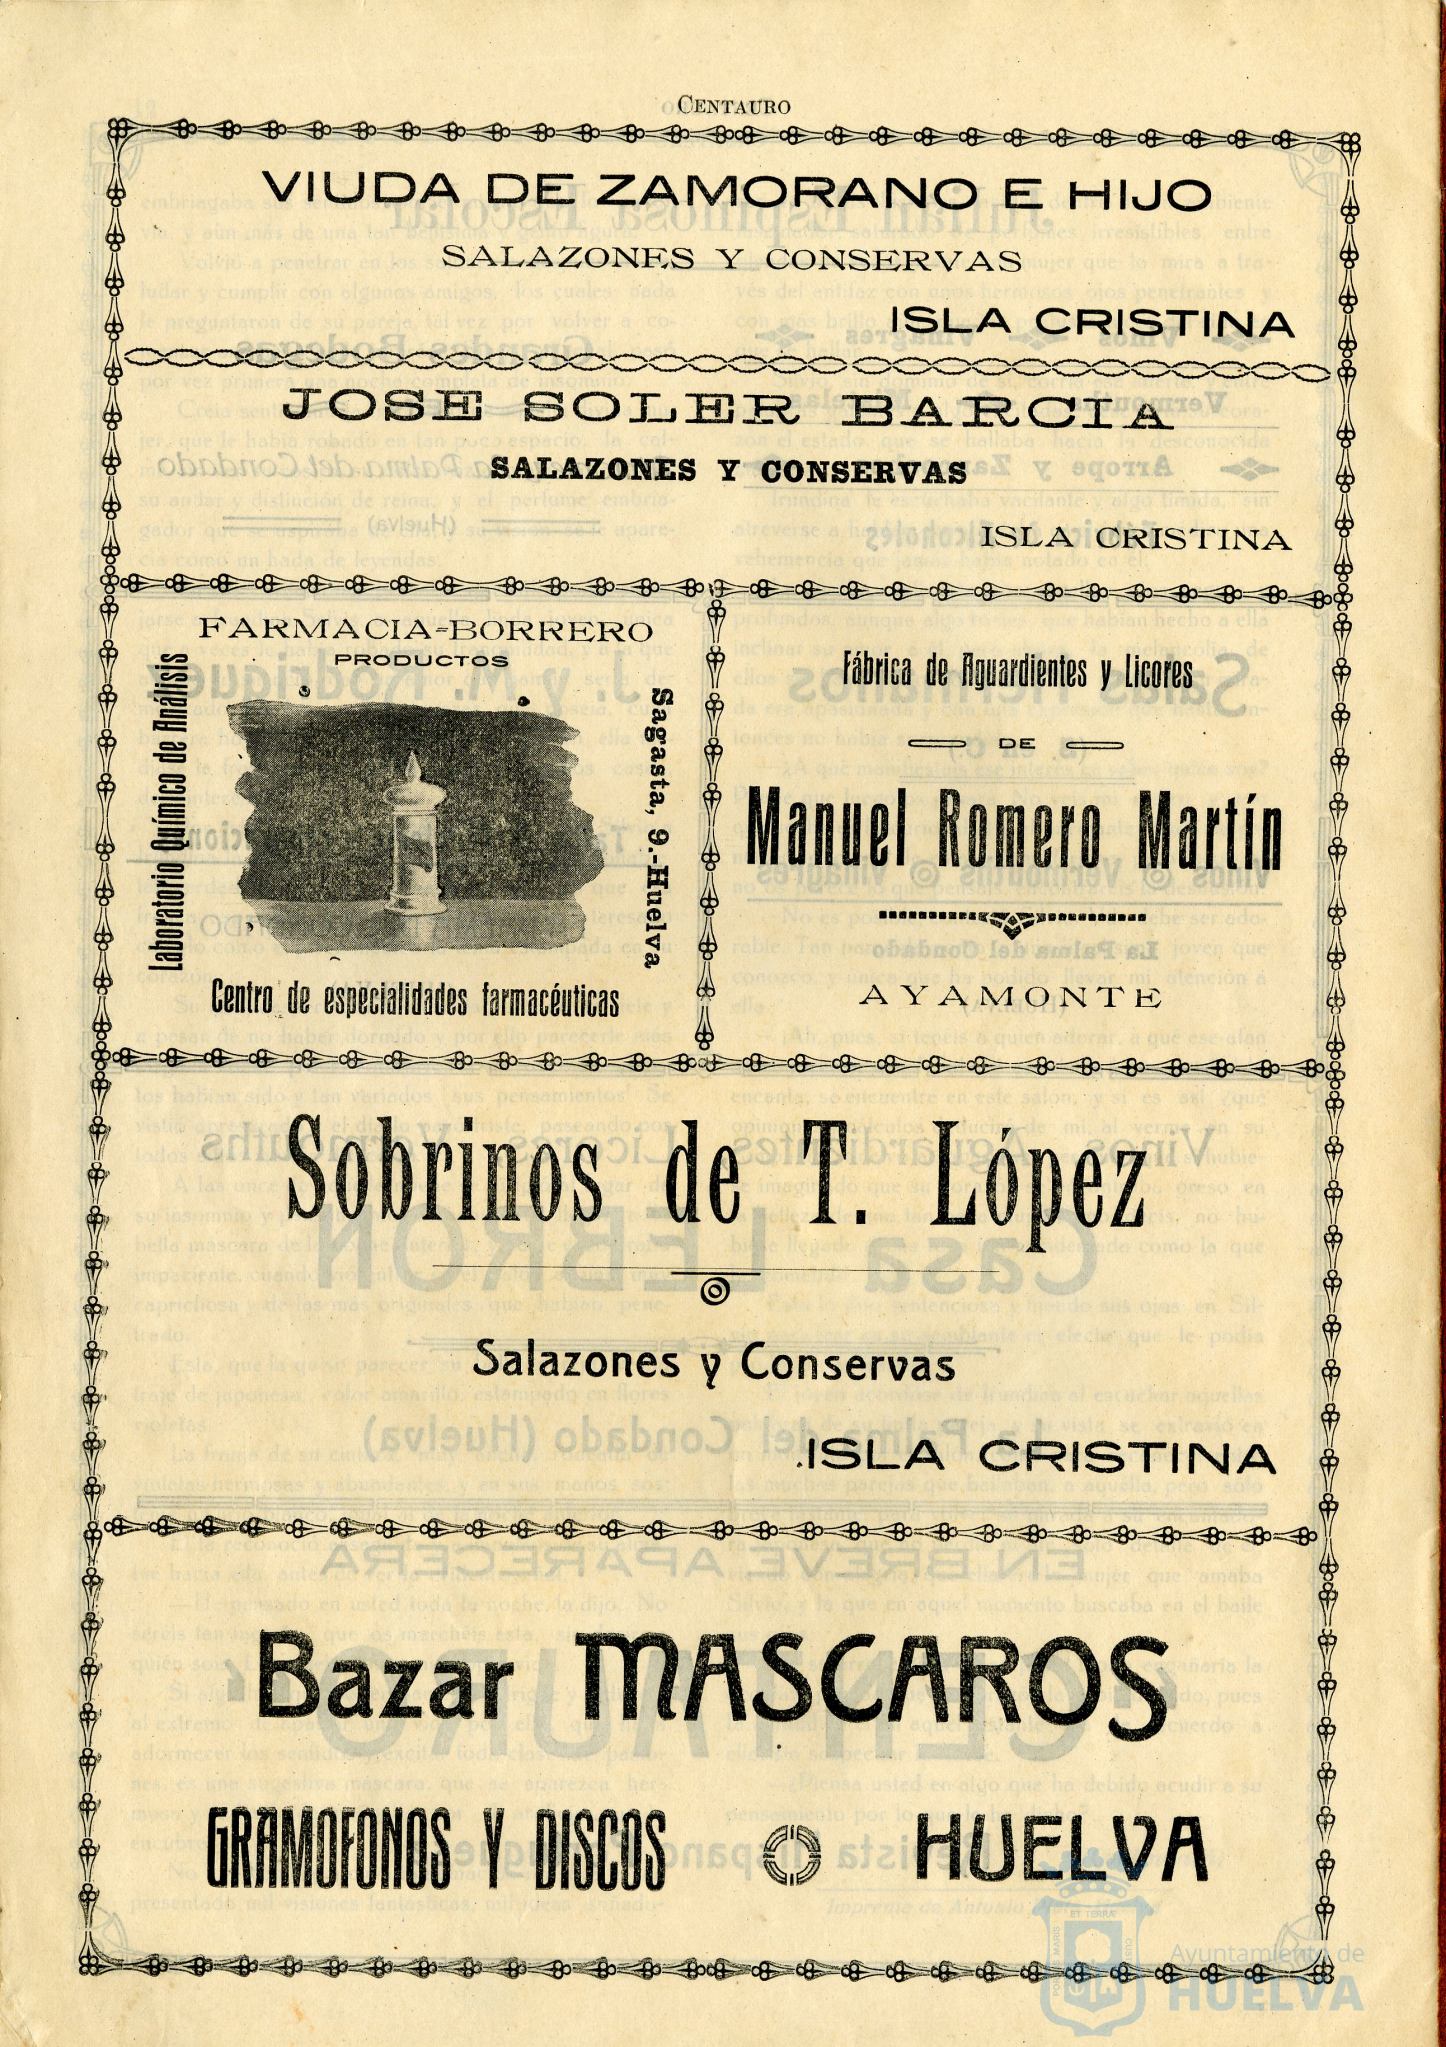 CENTAURO
VIUDA DE ZAMORANO E HIJO
SALAZONES Y CONSERVAS
ISLA CRISTINA
JOSE SOLER BARCIA
SALAZONES Y CONSERVAS
ISLA CRISTINA
FARMACIA=BORRERO
PRODUCTOS
Laboratorio Químico de Análisis
Sagasta, 9.-Huelva
Centro de especialidades farmacéuticas
Fábrica de Aguardientes y Licores
DE
Manuel Romero Martín
AYAMONTE
Sobrinos de T. López
Salazones y Conservas
ISLA CRISTINA
Bazar MASCAROS
GRAMOFONOS Y DISCOS
HUELVA
Ayuntamiento de
HUELVA